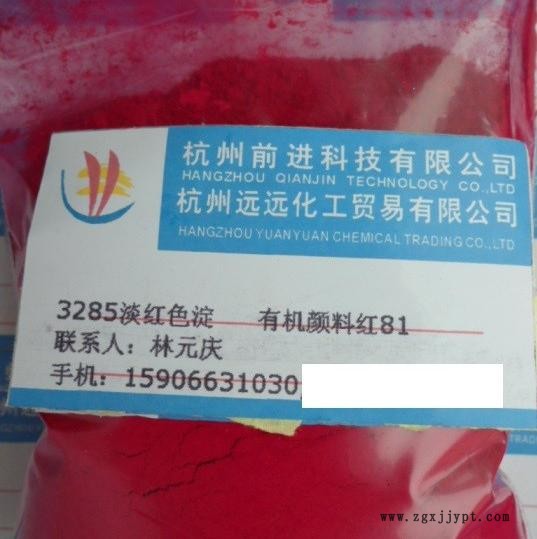 杭州前进科技有限公司
HANGZHOU QIANJIN TECHNOLOGY CO.,LTD
杭州远远化工贸易有限公司
HANGZHOU YUANYUAN CHEMICAL TRADING CO.,LTD
3285淡红色淀 有机颜料红81
联系人：林元庆
手机：15906631030
www.zgxjjypt.com